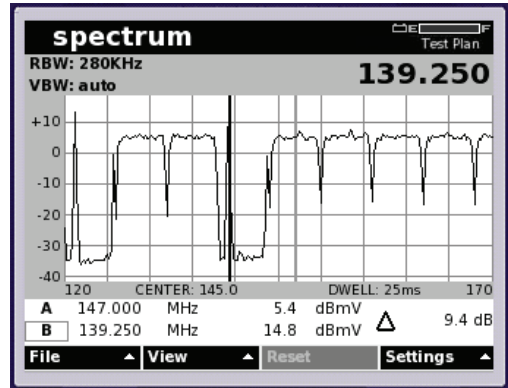 spectrum
E F
Test Plan
RBW: 280KHz
139.250
VBW: auto
+10
0
-10
-20
-30
-40
120 CENTER: 145.0 DWELL: 25ms 170
A 147.000 MHz 5.4 dBmV Δ 9.4 dB
B 139.250 MHz 14.8 dBmV
File View Reset Settings